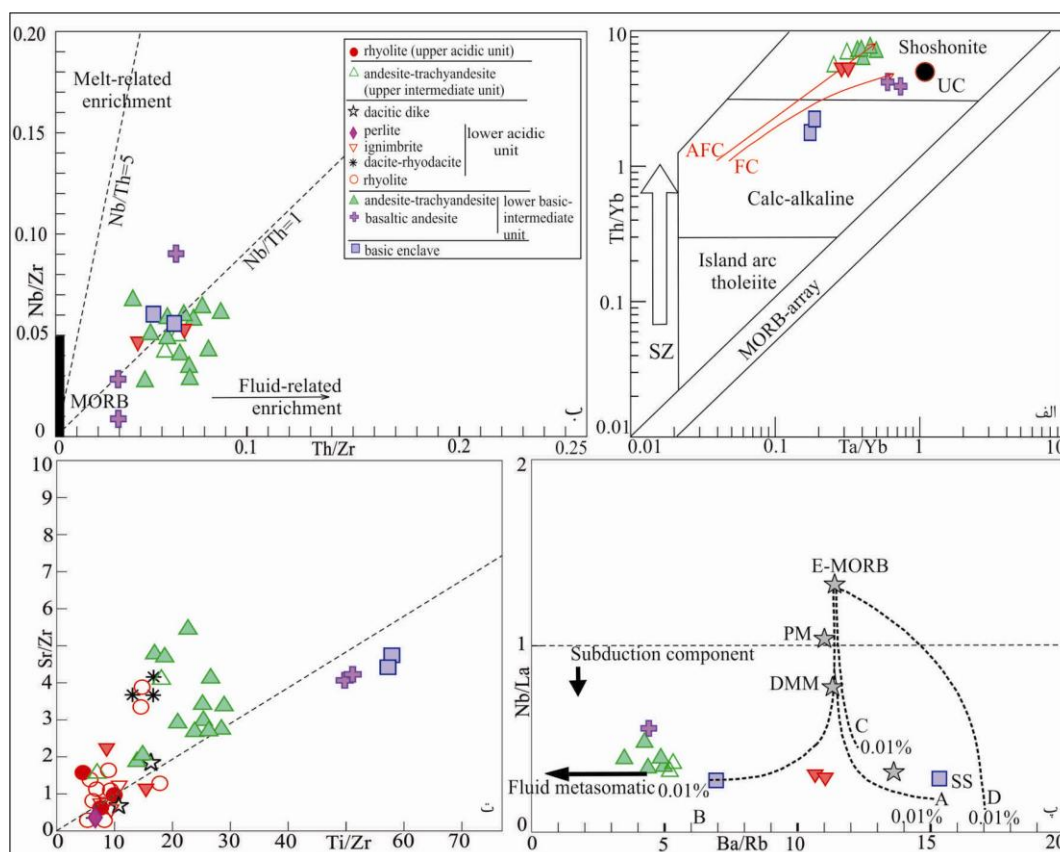 0.20
0.15
0.10
0.05
0
Nb/Zr
Melt-related
enrichment
Nb/Th=5
Nb/Th=1
MORB
Fluid-related
enrichment
0
0.1
0.2
0.25
Th/Zr
rhyolite (upper acidic unit)
andesite-trachyandesite
(upper intermediate unit)
dacitic dike
perlite
ignimbrite
dacite-rhyodacite
rhyolite
lower acidic
unit
andesite-trachyandesite
basaltic andesite
lower basic-
intermediate
unit
basic enclave
10
1
0.1
0.01
Th/Yb
Shoshonite
UC
AFC
FC
Calc-alkaline
Island arc
tholeiite
MORB-array
SZ
الف
0.01
0.1
1
10
Ta/Yb
10
9
8
7
6
5
4
3
2
1
0
Sr/Zr
0
10
20
30
40
50
60
70
Ti/Zr
2
1
0
Nb/La
E-MORB
PM
Subduction component
DMM
C
0.01%
Fluid metasomatic
0.01%
B
SS
A
D
0.01%
0.01%
0
5
10
15
20
Ba/Rb